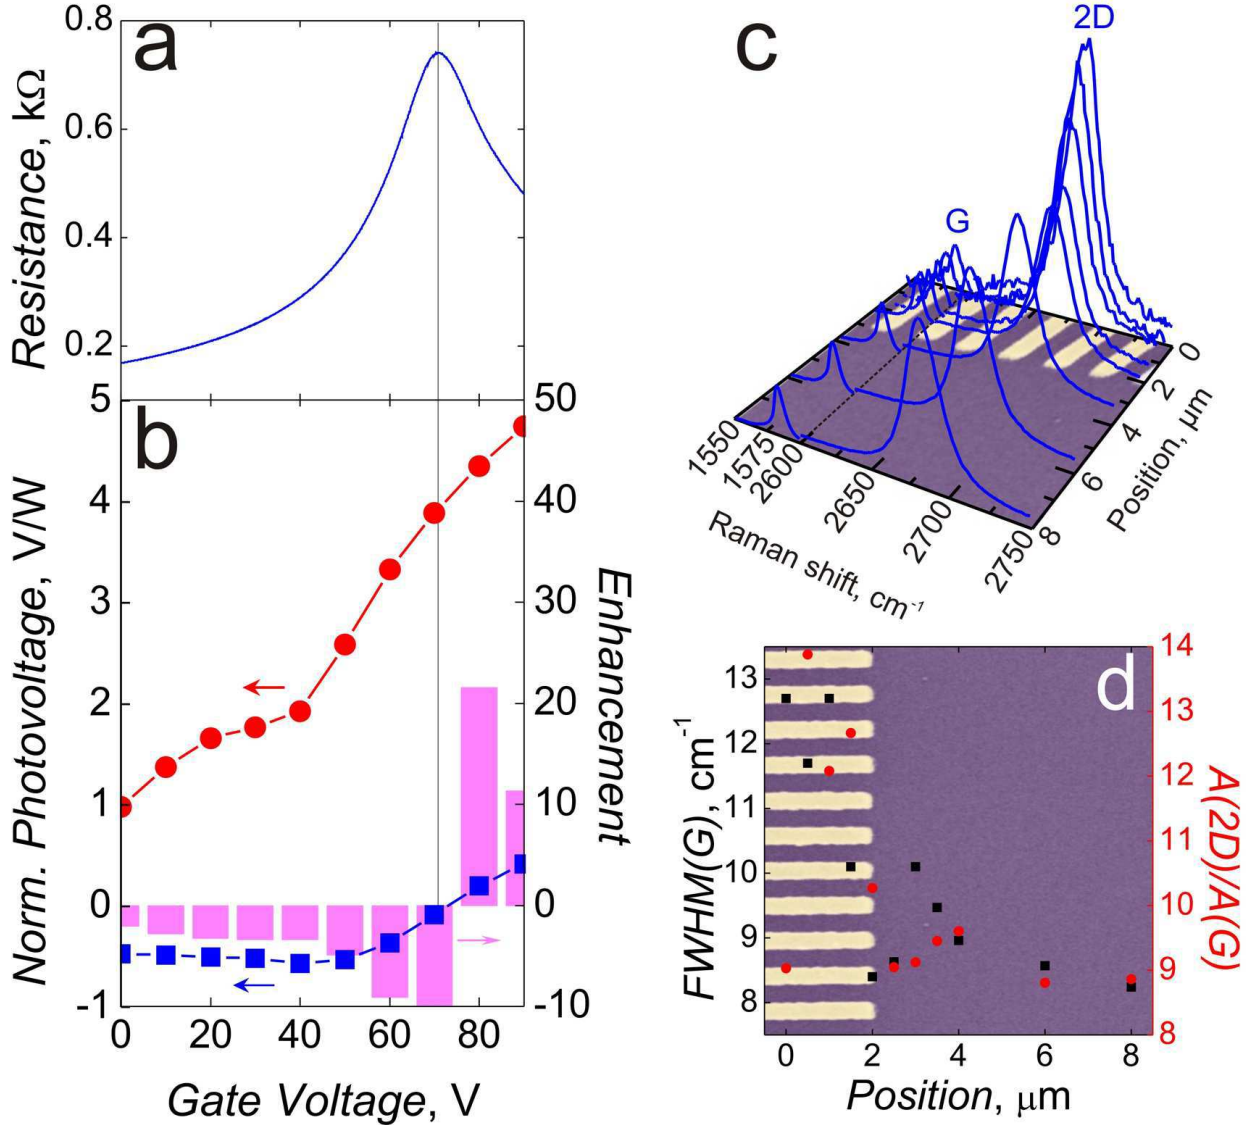 a
0.8
0.6
0.4
0.2
Resistance, kΩ
b
5
4
3
2
1
0
-1
Norm. Photovoltage, V/W
50
40
30
20
10
0
-10
Enhancement
0 20 40 60 80
Gate Voltage, V
c
2D
G
1550
1575
2600
2650
2700
2750
Raman shift, cm⁻¹
0
2
4
6
8
Position, μm
d
13
12
11
10
9
8
FWHM(G), cm⁻¹
14
13
12
11
10
9
8
A(2D)/A(G)
0 2 4 6 8
Position, μm